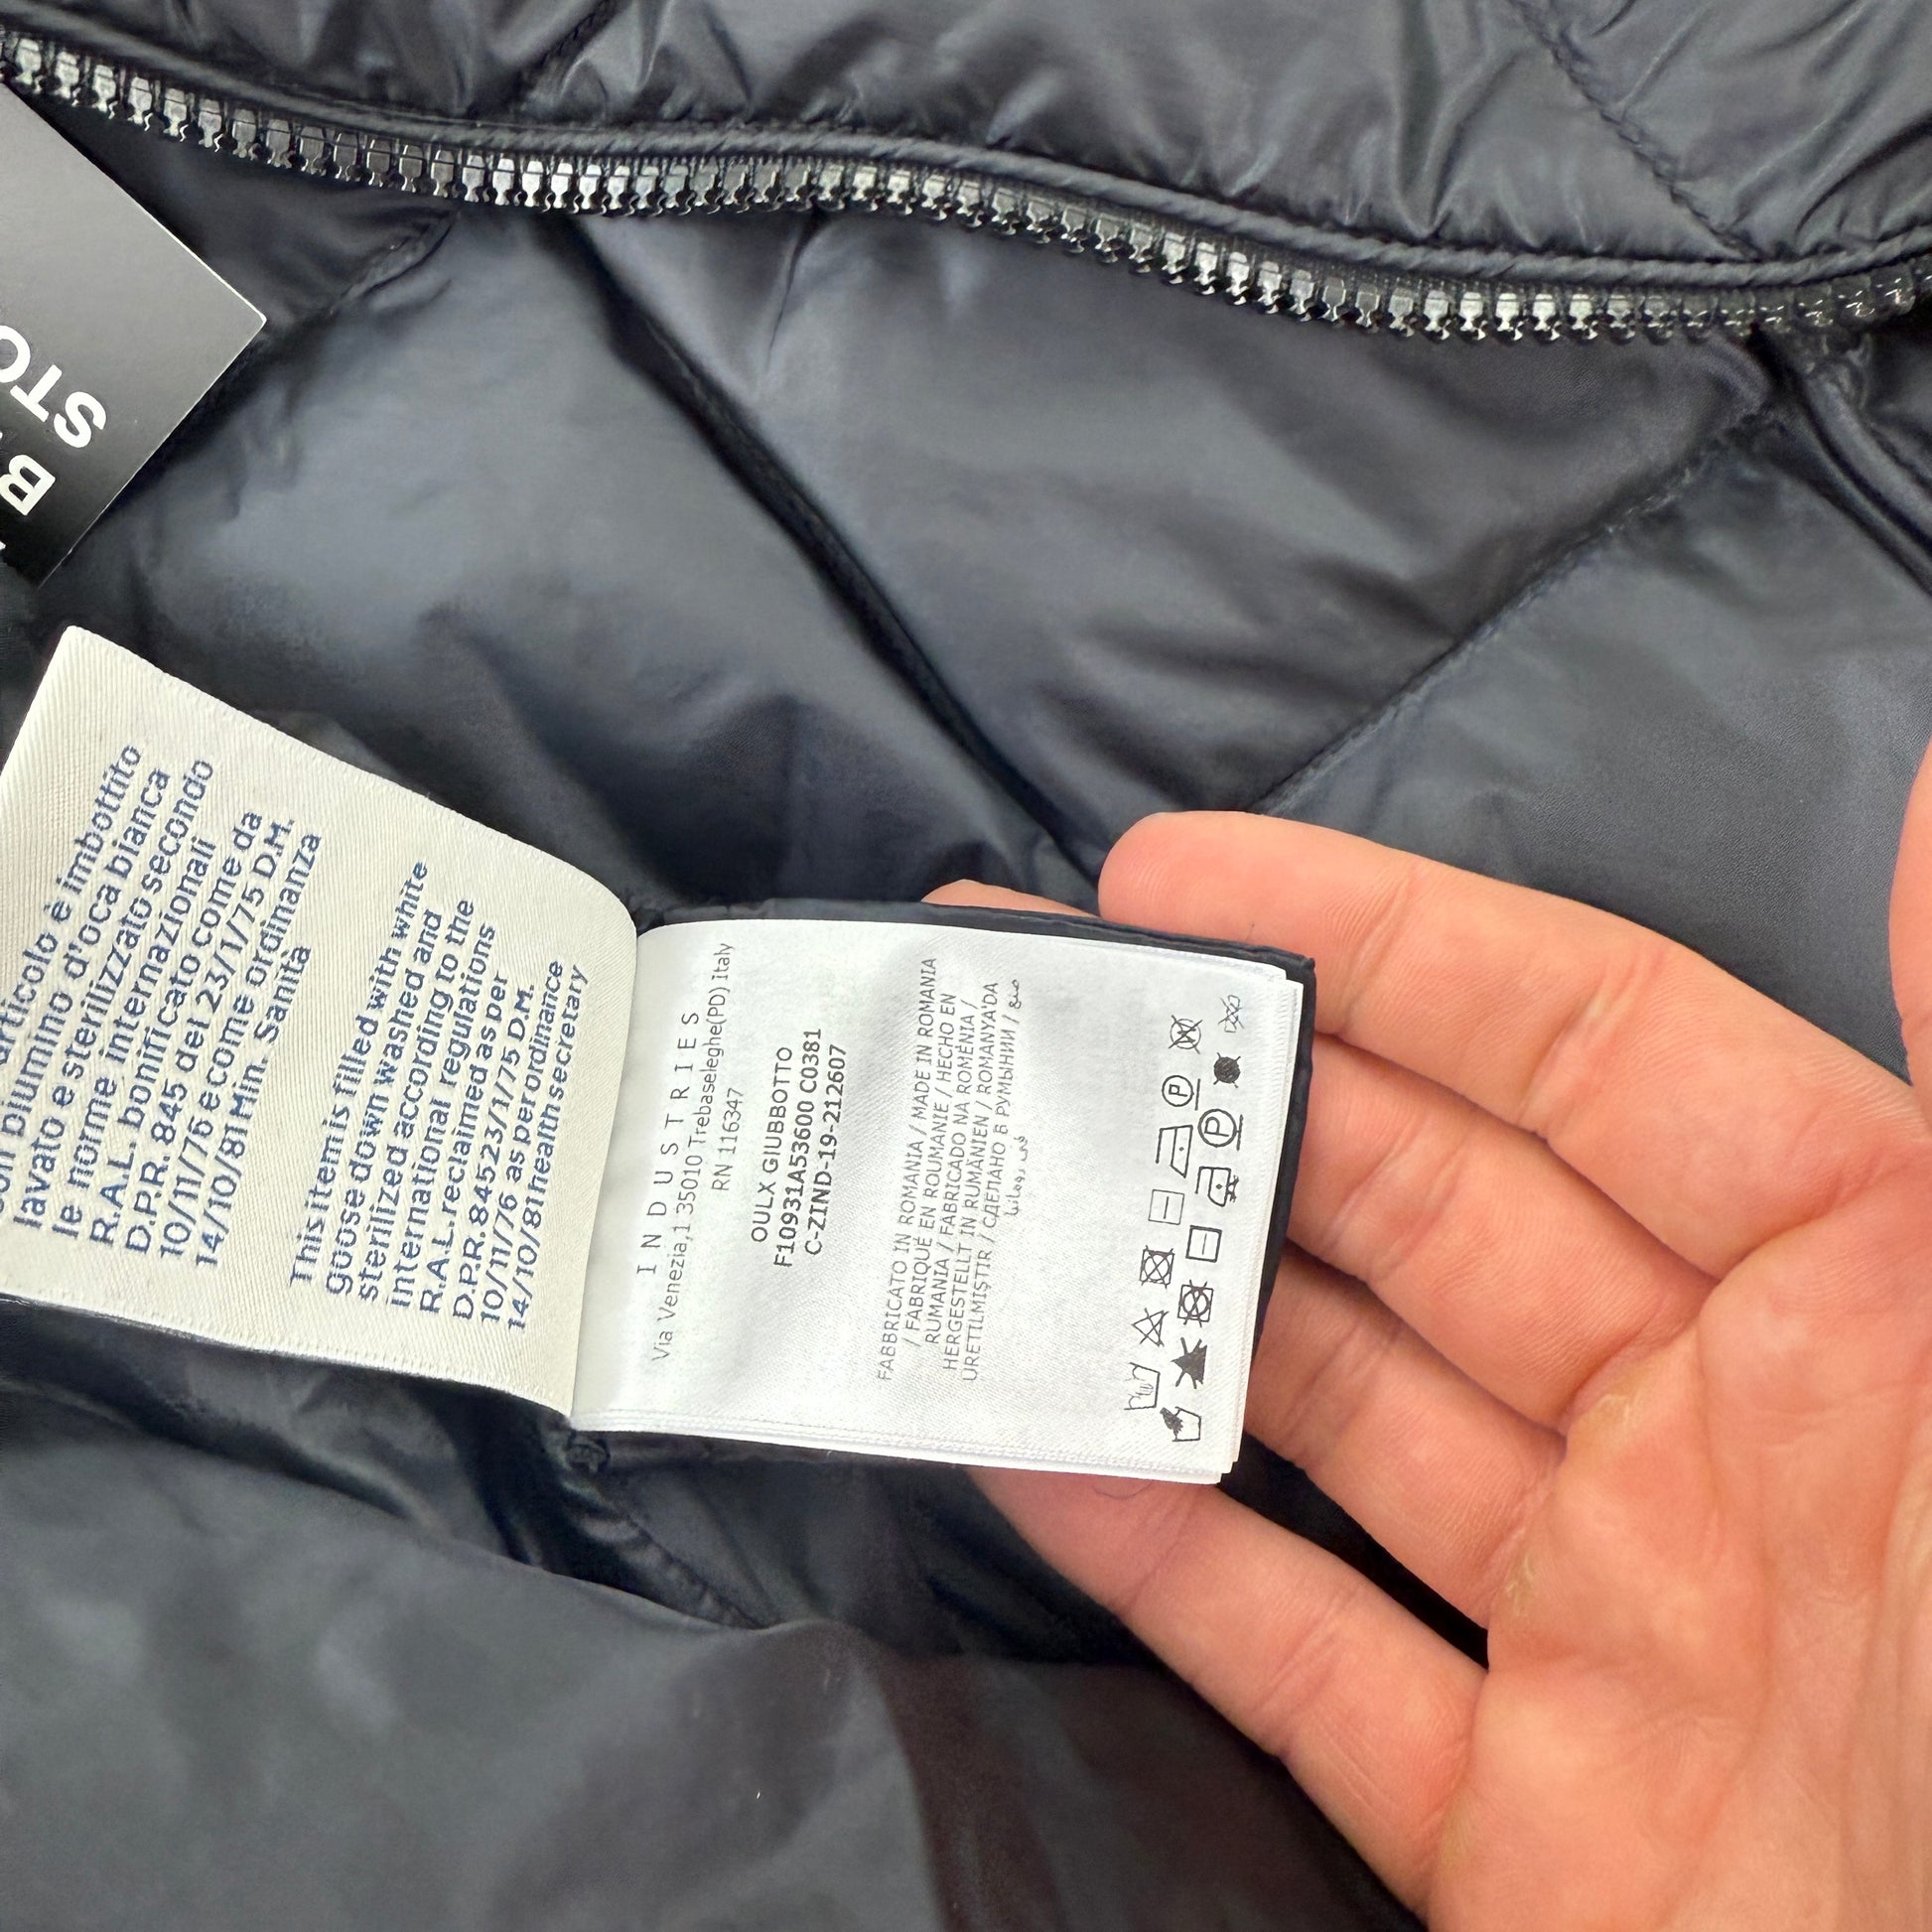 STO
B
articolo è imbottito
con piumino d'oca bianca
lavato e sterilizzato secondo
le norme internazionali
R.A.L. bonificato come da
D.P.R. 845 del 23/1/75 D.M.
10/11/76 e come ordinanza
14/10/81 Min. Sanità
This item is filled with white
goose down washed and
sterilized according to the
international regulations
R.A.L. reclaimed as per
D.P.R. 845 23/1/75 D.M.
10/11/76 as per ordinance
14/10/81 health secretary
INDUSTRIES
Via Venezia,1 35010 Trebaseleghe(PD) Italy
RN 116347
OULX GIUBBOTTO
F10931A53600 C0381
C-ZIND-19-212607
FABBRICATO IN ROMANIA / MADE IN ROMANIA
/ FABRIQUÉ EN ROUMANIE / HECHO EN
RUMANIA / FABRICADO NA ROMÉNIA /
HERGESTELLT IN RUMÄNIEN / ROMANYA'DA
ÜRETILMIŞTIR / СДЕЛАНО В РУМЫНИИ / صنع
في رومانيا
P
P